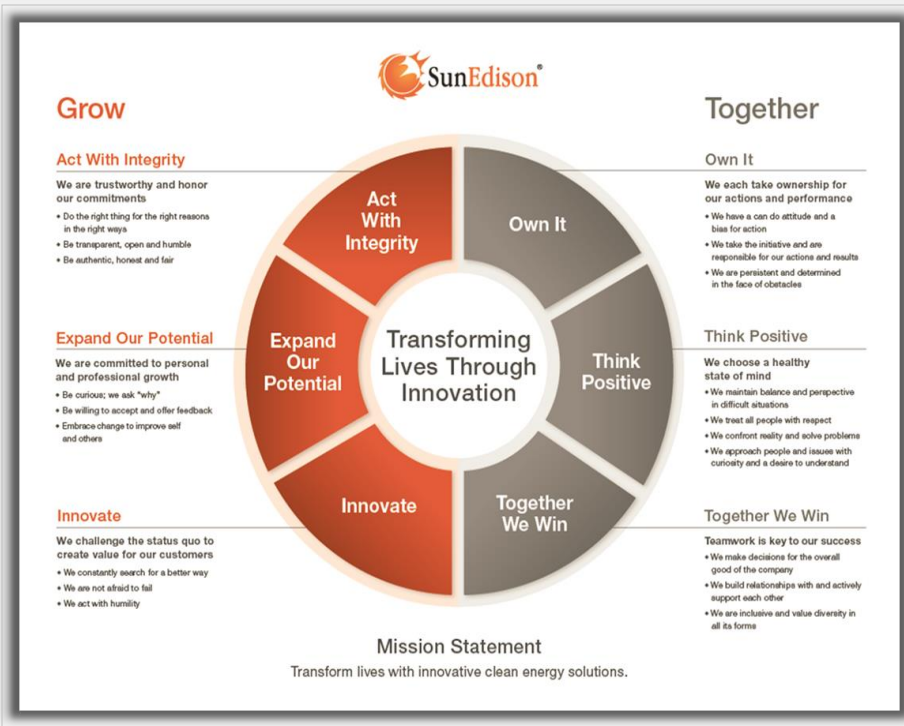 SunEdison®
Grow
Act With Integrity
We are trustworthy and honor
our commitments
• Do the right thing for the right reasons
in the right ways
• Be transparent, open and humble
• Be authentic, honest and fair
Expand Our Potential
We are committed to personal
and professional growth
• Be curious; we ask "why"
• Be willing to accept and offer feedback
• Embrace change to improve self
and others
Innovate
We challenge the status quo to
create value for our customers
• We constantly search for a better way
• We are not afraid to fail
• We act with humility
Act
With
Integrity
Own It
Expand
Our
Potential
Transforming
Lives Through
Innovation
Think
Positive
Innovate
Together
We Win
Together
Own It
We each take ownership for
our actions and performance
• We have a can do attitude and a
bias for action
• We take the initiative and are
responsible for our actions and results
• We are persistent and determined
in the face of obstacles
Think Positive
We choose a healthy
state of mind
• We maintain balance and perspective
in difficult situations
• We treat all people with respect
• We confront reality and solve problems
• We approach people and issues with
curiosity and a desire to understand
Together We Win
Teamwork is key to our success
• We make decisions for the overall
good of the company
• We build relationships with and actively
support each other
• We are inclusive and value diversity in
all its forms
Mission Statement
Transform lives with innovative clean energy solutions.